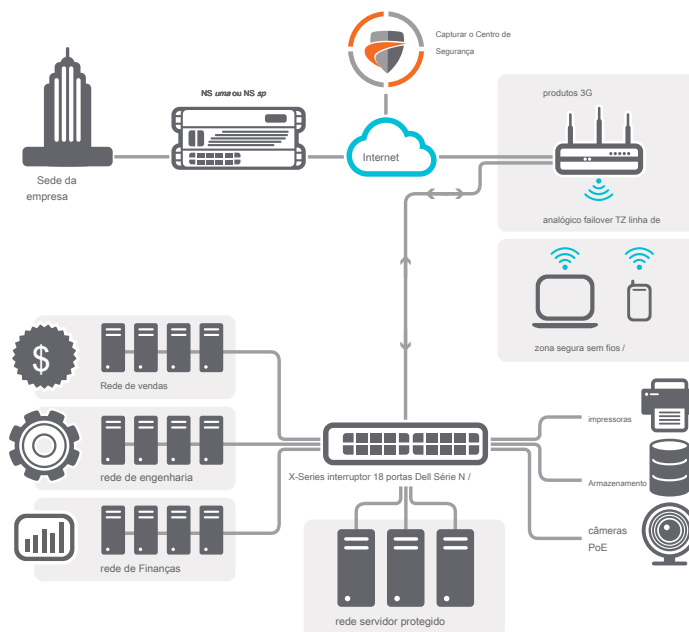 Capturar o Centro de
Segurança
NS uma ou NS sp
produtos 3G
Internet
Sede da
empresa
analógico failover TZ linha de
zona segura sem fios /
$
Rede de vendas
impressoras
rede de engenharia
X-Series interruptor 18 portas Dell Série N /
Armazenamento
câmeras
PoE
rede de Finanças
rede servidor protegido